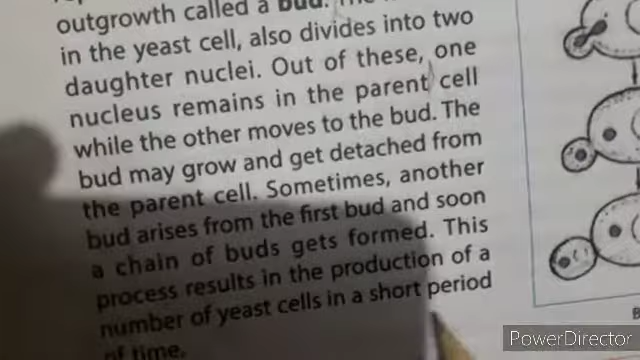 outgrowth called a bud. The
in the yeast cell, also divides into two
daughter nuclei. Out of these, one
nucleus remains in the parent cell
while the other moves to the bud. The
bud may grow and get detached from
the parent cell. Sometimes, another
bud arises from the first bud and soon
a chain of buds gets formed. This
process results in the production of a
number of yeast cells in a short period
of time.
B
PowerDirector